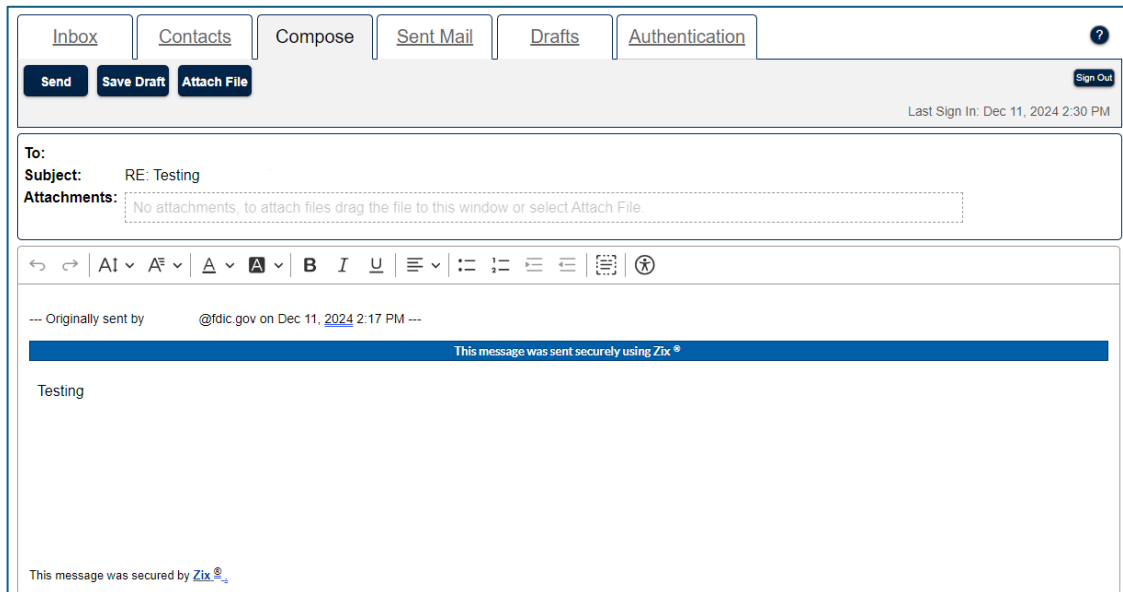 Inbox Contacts Compose Sent Mail Drafts Authentication ?
Send Save Draft Attach File Sign Out
Last Sign In: Dec 11, 2024 2:30 PM
To:
Subject: RE: Testing
Attachments: No attachments, to attach files drag the file to this window or select Attach File.
--- Originally sent by @fdic.gov on Dec 11, 2024 2:17 PM ---
This message was sent securely using Zix ®
Testing
This message was secured by Zix ® .